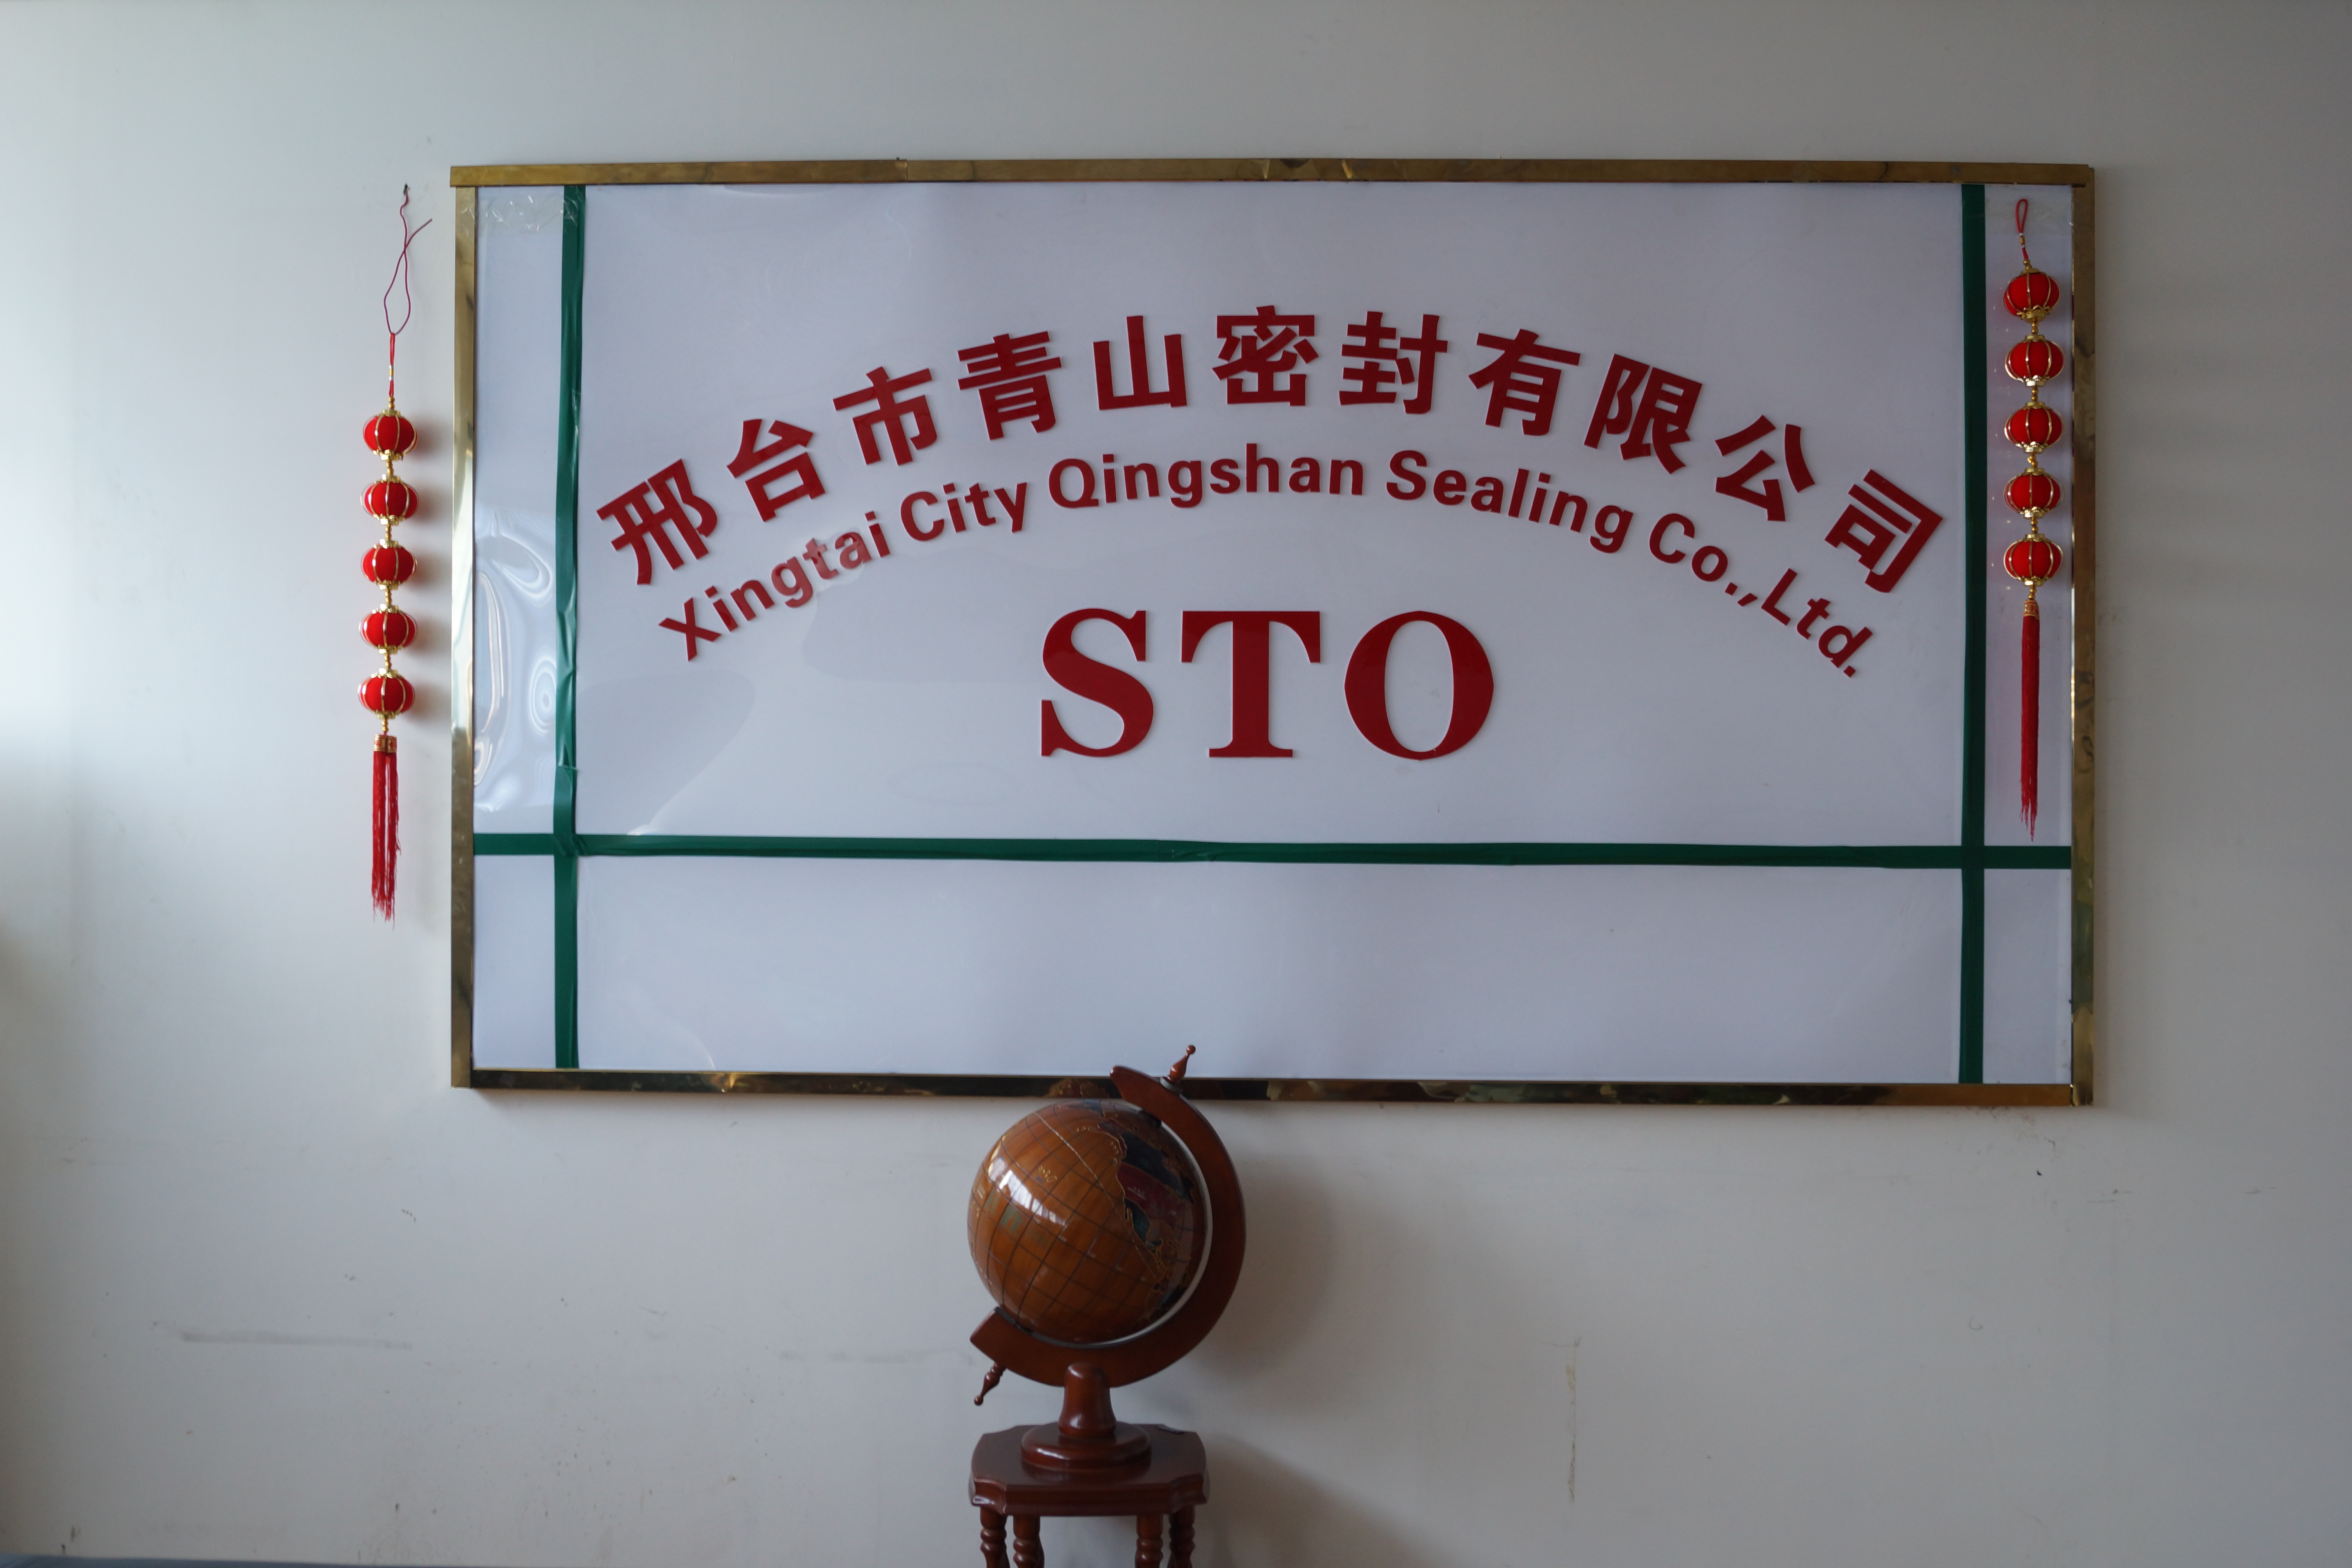 邢台市青山密封有限公司
Xingtai City Qingshan Sealing Co.,Ltd.
STO